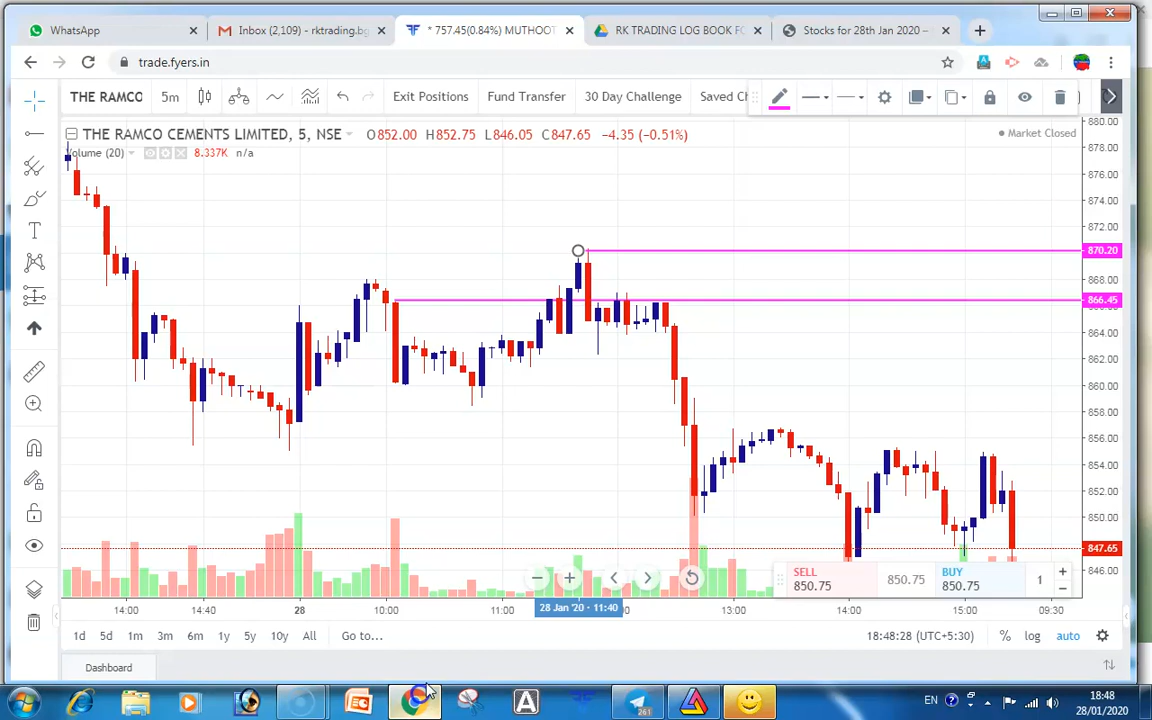 WhatsApp
Inbox (2,109) - rktrading.bg
* 757.45(0.84%) MUTHOOT
RK TRADING LOG BOOK FO
Stocks for 28th Jan 2020 –
trade.fyers.in
THE RAMCO
5m
Exit Positions
Fund Transfer
30 Day Challenge
Saved Ch
THE RAMCO CEMENTS LIMITED, 5, NSE
O852.00 H852.75 L846.05 C847.65 -4.35 (-0.51%)
Market Closed
Volume (20)
8.337K n/a
880.00
878.00
876.00
874.00
872.00
870.20
868.00
866.45
864.00
862.00
860.00
858.00
856.00
854.00
852.00
850.00
847.65
846.00
SELL
850.75
850.75
BUY
850.75
1
14:00
14:40
28
10:00
11:00
28 Jan '20 - 11:40
13:00
14:00
15:00
09:30
1d 5d 1m 3m 6m 1y 5y 10y All Go to...
18:48:28 (UTC+5:30) % log auto
Dashboard
261
EN
18:48
28/01/2020